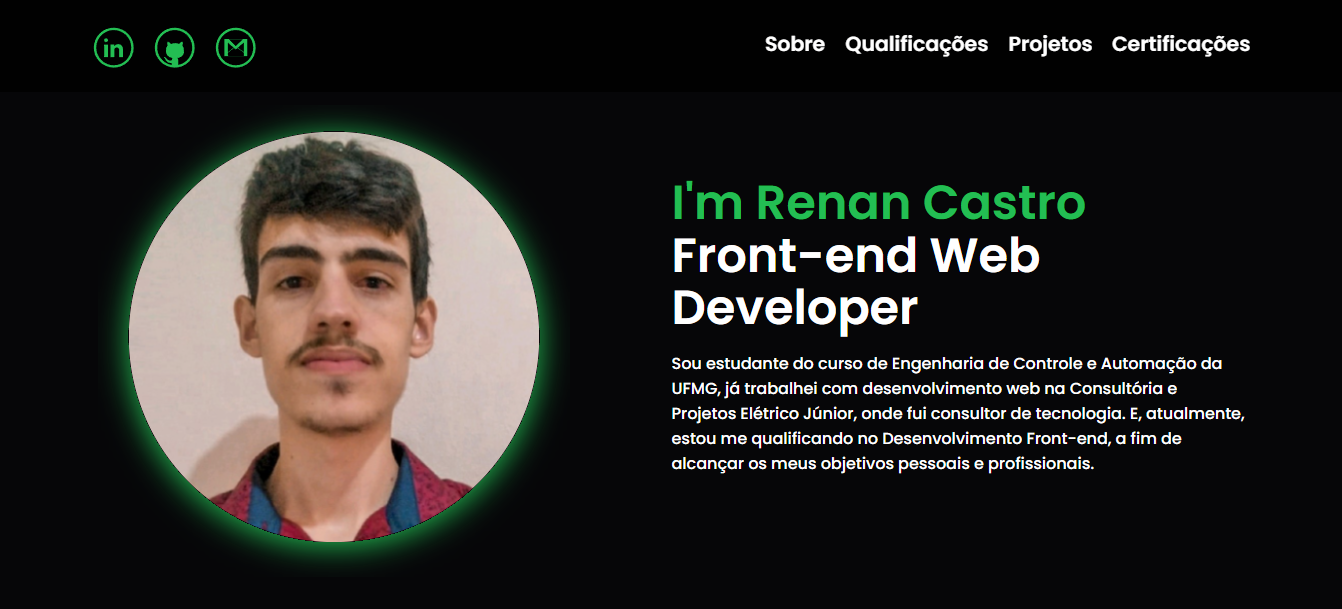 in
Sobre Qualificações Projetos Certificações
I'm Renan Castro
Front-end Web
Developer
Sou estudante do curso de Engenharia de Controle e Automação da
UFMG, já trabalhei com desenvolvimento web na Consultória e
Projetos Elétrico Júnior, onde fui consultor de tecnologia. E, atualmente,
estou me qualificando no Desenvolvimento Front-end, a fim de
alcançar os meus objetivos pessoais e profissionais.